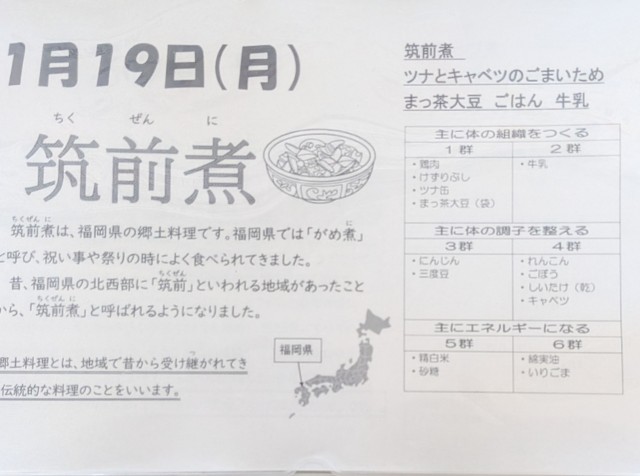 1月19日(月)
ちくぜんに
筑前煮
ちくぜんに
筑前煮は、福岡県の郷土料理です。福岡県では「がめ煮」
に
と呼び、祝い事や祭りの時によく食べられてきました。
ちくぜん
昔、福岡県の北西部に「筑前」といわれる地域があったこと
ちくぜんに
から、「筑前煮」と呼ばれるようになりました。
福岡県
郷土料理とは、地域で昔から受け継がれてき
つ
伝統的な料理のことをいいます。
筑前煮
ツナとキャベツのごまいため
まっ茶大豆 ごはん 牛乳
主に体の組織をつくる
1群 2群
・鶏肉 ・牛乳
・けずりぶし
・ツナ缶
・まっ茶大豆(袋)
主に体の調子を整える
3群 4群
・にんじん ・れんこん
・三度豆 ・ごぼう
・しいたけ(乾)
・キャベツ
主にエネルギーになる
5群 6群
・精白米 ・綿実油
・砂糖 ・いりごま